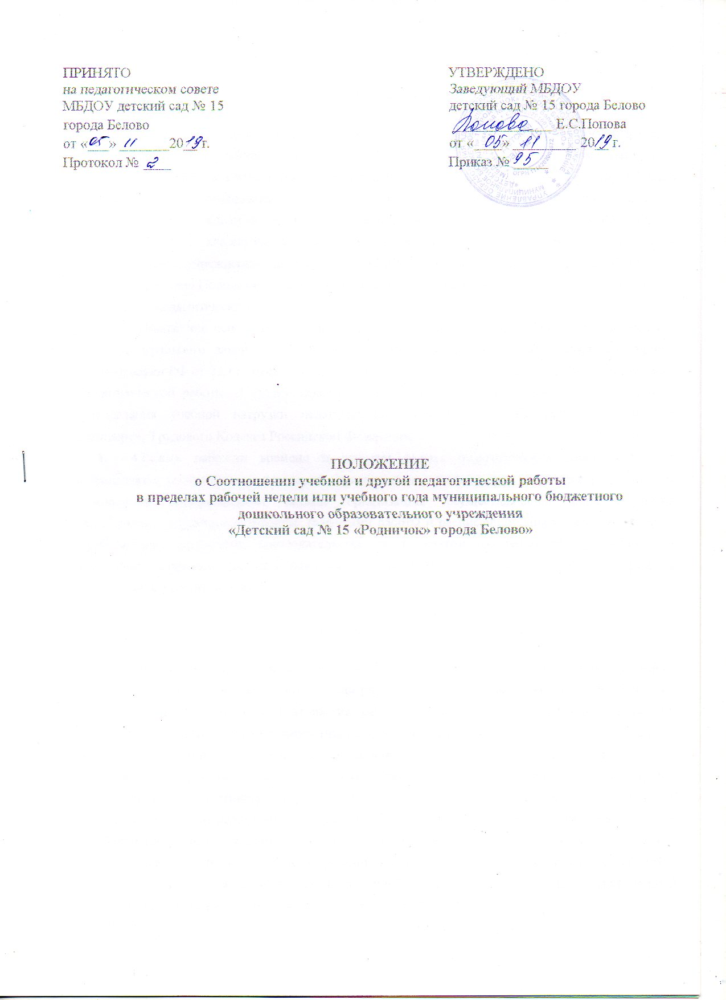 ПРИНЯТО
на педагогическом совете
МБДОУ детский сад № 15
города Белово
от «05» 11 2019г.
Протокол № 2
УТВЕРЖДЕНО
Заведующий МБДОУ
детский сад № 15 города Белово
Попова Е.С.Попова
от «05» 11 2019 г.
Приказ № 95
ПОЛОЖЕНИЕ
о Соотношении учебной и другой педагогической работы
в пределах рабочей недели или учебного года муниципального бюджетного
дошкольного образовательного учреждения
«Детский сад № 15 «Родничок» города Белово»